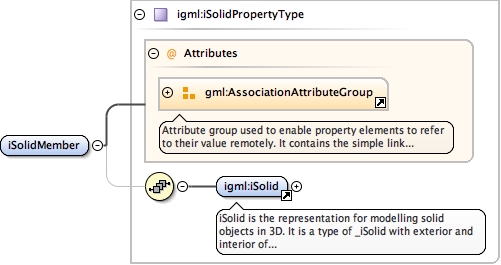 igml:iSolidPropertyType
@ Attributes
gml:AssociationAttributeGroup
Attribute group used to enable property elements to refer
to their value remotely. It contains the simple link...
iSolidMember
igml:iSolid
iSolid is the representation for modelling solid
objects in 3D. It is a type of _iSolid with exterior and
interior of...